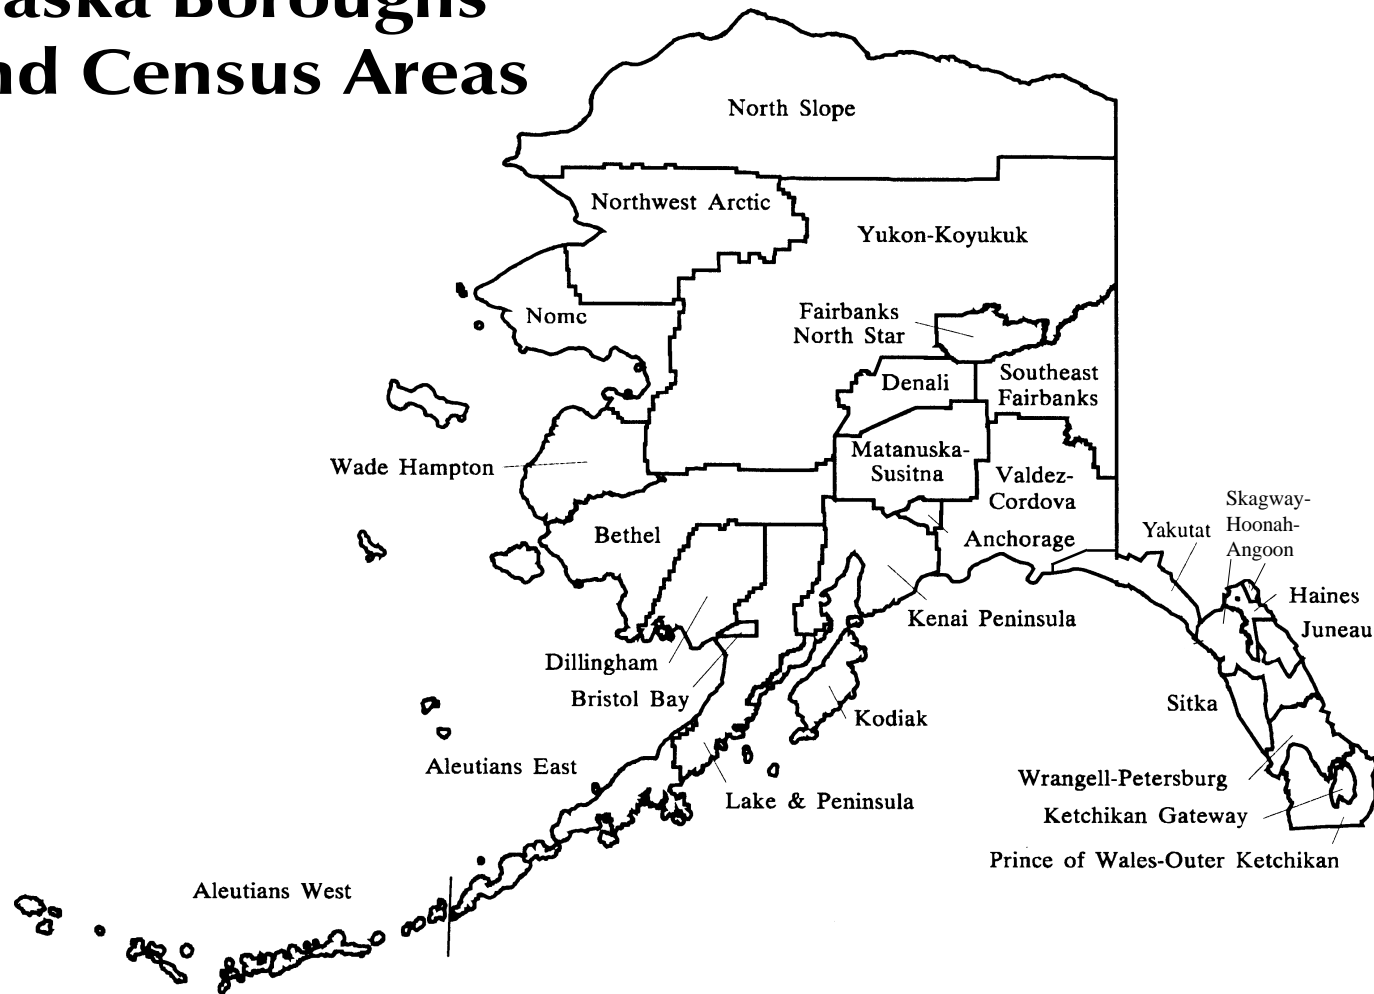 aska Boroughs
nd Census Areas
North Slope
Northwest Arctic
Yukon-Koyukuk
Fairbanks
North Star
Nomc
Denali
Southeast
Fairbanks
Wade Hampton
Matanuska-
Susitna
Valdez-
Cordova
Skagway-
Hoonah-
Angoon
Yakutat
Bethel
Anchorage
Haines
Kenai Peninsula
Juneau
Dillingham
Bristol Bay
Sitka
Kodiak
Aleutians East
Wrangell-Petersburg
Lake & Peninsula
Ketchikan Gateway
Prince of Wales-Outer Ketchikan
Aleutians West